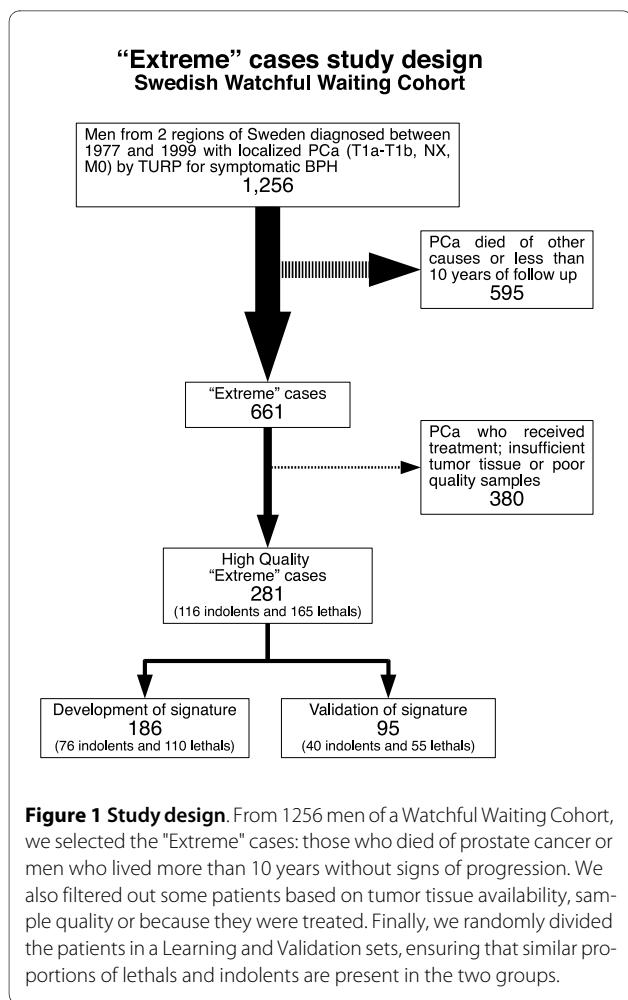 “Extreme” cases study design
Swedish Watchful Waiting Cohort
Men from 2 regions of Sweden diagnosed between
1977 and 1999 with localized PCa (T1a-T1b, NX,
M0) by TURP for symptomatic BPH
1,256
PCa died of other
causes or less than
10 years of follow up
595
“Extreme” cases
661
PCa who received
treatment; insufficient
tumor tissue or poor
quality samples
380
High Quality
“Extreme” cases
281
(116 indolents and 165 lethals)
Development of signature
186
(76 indolents and 110 lethals)
Validation of signature
95
(40 indolents and 55 lethals)
Figure 1 Study design. From 1256 men of a Watchful Waiting Cohort,
we selected the "Extreme" cases: those who died of prostate cancer or
men who lived more than 10 years without signs of progression. We
also filtered out some patients based on tumor tissue availability, sam-
ple quality or because they were treated. Finally, we randomly divided
the patients in a Learning and Validation sets, ensuring that similar pro-
portions of lethals and indolents are present in the two groups.